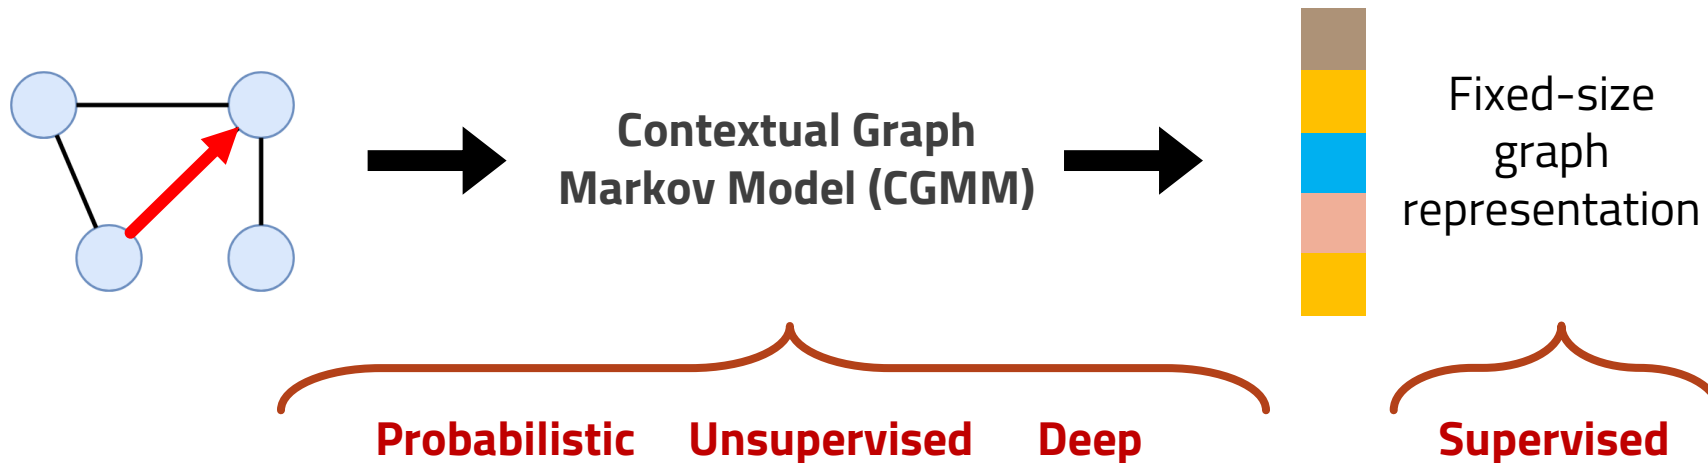 Contextual Graph
Markov Model (CGMM)
Fixed-size
graph
representation
Probabilistic Unsupervised Deep
Supervised